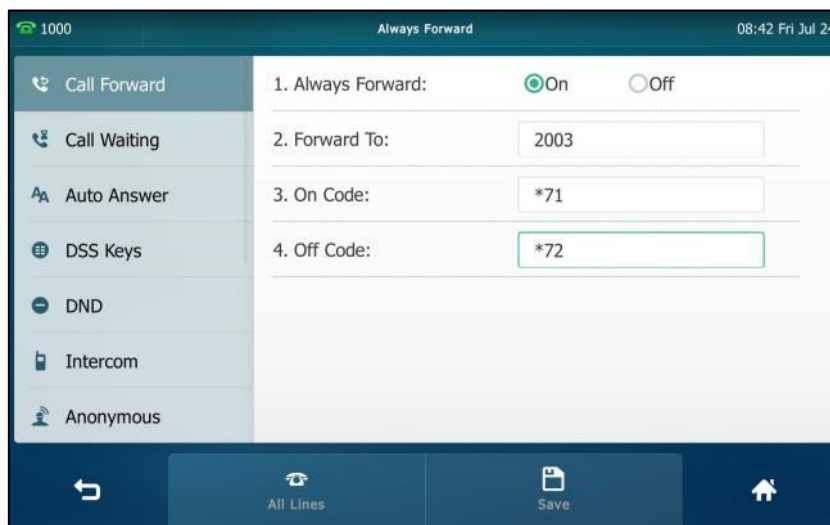 1000 Always Forward 08:42 Fri Jul 24
Call Forward 1. Always Forward: On Off
Call Waiting 2. Forward To: 2003
AA Auto Answer 3. On Code: *71
DSS Keys 4. Off Code: *72
DND
Intercom
Anonymous
All Lines Save